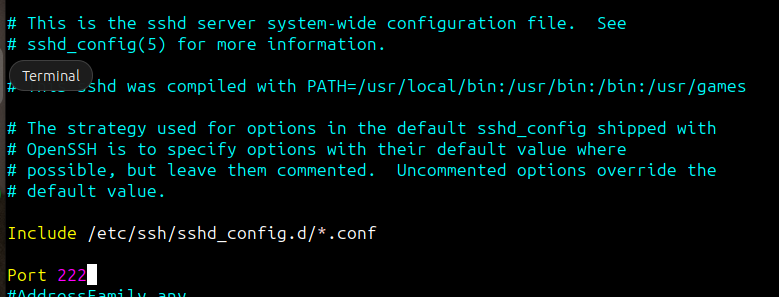 # This is the sshd server system-wide configuration file.  See
# sshd_config(5) for more information.
Terminal
sshd was compiled with PATH=/usr/local/bin:/usr/bin:/bin:/usr/games
# The strategy used for options in the default sshd_config shipped with
# OpenSSH is to specify options with their default value where
# possible, but leave them commented.  Uncommented options override the
# default value.
Include /etc/ssh/sshd_config.d/*.conf
Port 222
#AddressFamily any